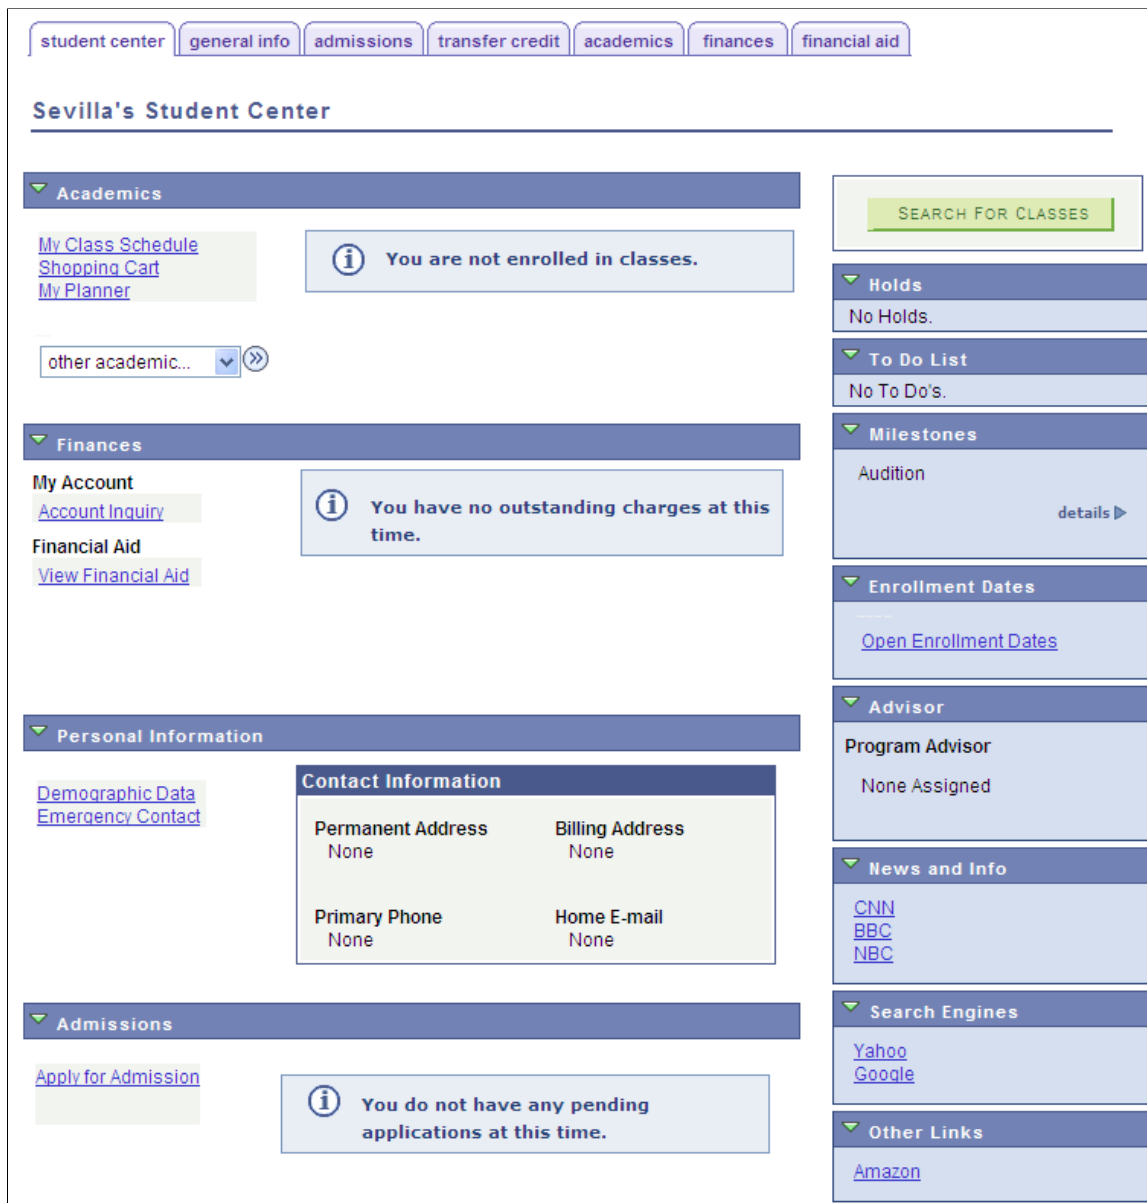 student center
general info
admissions
transfer credit
academics
finances
financial aid
Sevilla's Student Center
Academics
My Class Schedule
Shopping Cart
My Planner
You are not enrolled in classes.
other academic...
Finances
My Account
Account Inquiry
Financial Aid
View Financial Aid
You have no outstanding charges at this
time.
Personal Information
Demographic Data
Emergency Contact
Contact Information
Permanent Address
None
Billing Address
None
Primary Phone
None
Home E-mail
None
Admissions
Apply for Admission
You do not have any pending
applications at this time.
SEARCH FOR CLASSES
Holds
No Holds.
To Do List
No To Do's.
Milestones
Audition
details
Enrollment Dates
Open Enrollment Dates
Advisor
Program Advisor
None Assigned
News and Info
CNN
BBC
NBC
Search Engines
Yahoo
Google
Other Links
Amazon